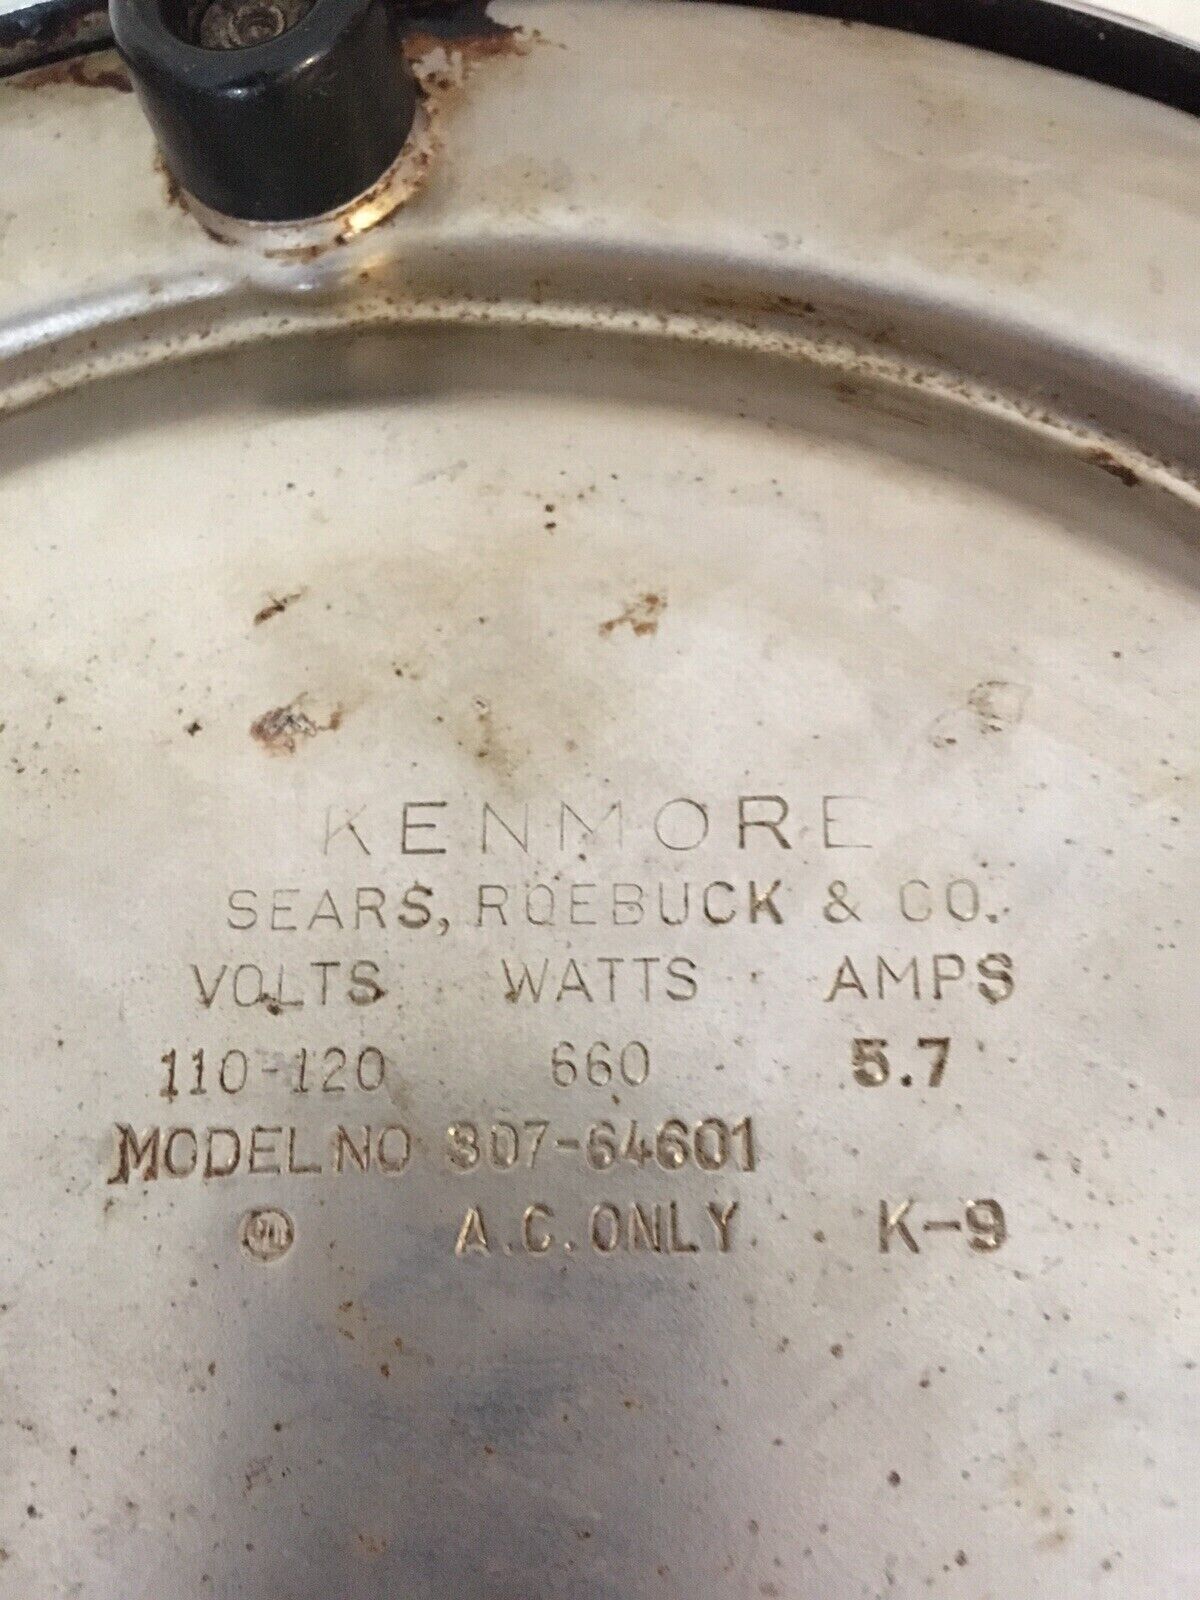 KENMORE
SEARS, ROEBUCK & CO.
VOLTS WATTS AMPS
110-120 660 5.7
MODEL NO 307-64601
A.C. ONLY K-9